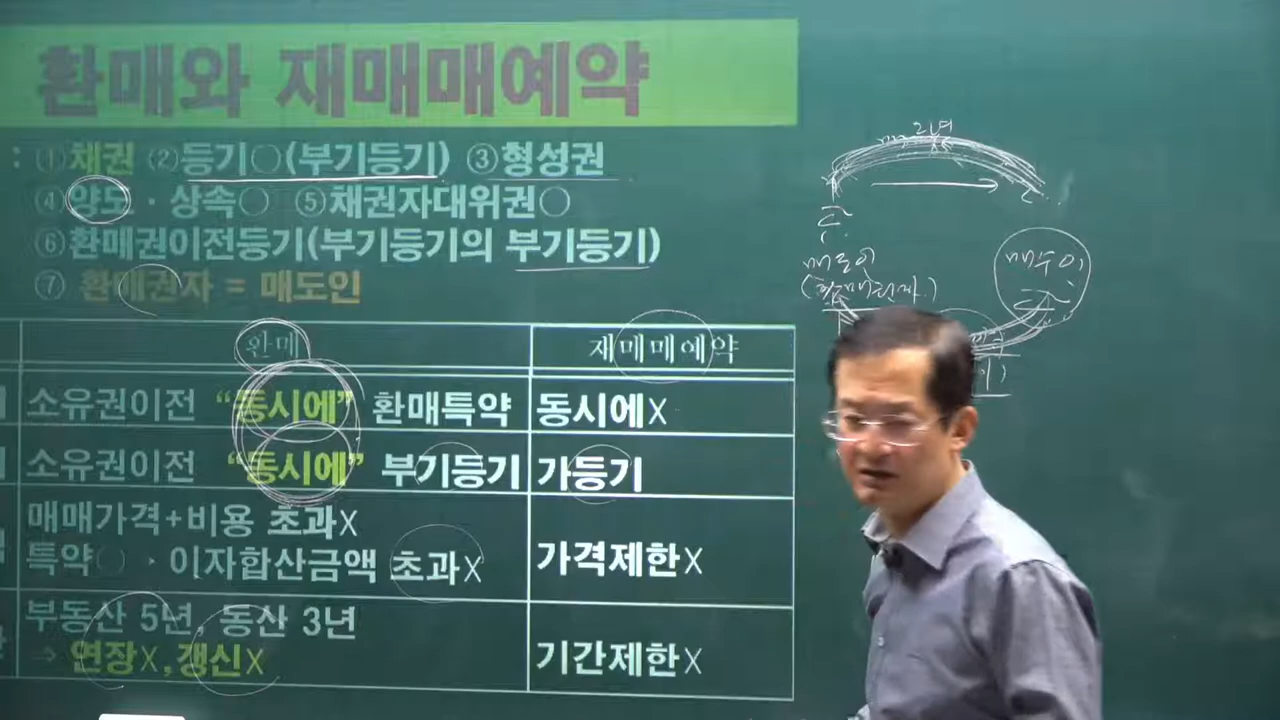 환매와 재매매예약
: ①채권 ②등기○(부기등기) ③형성권
④양도 · 상속○ ⑤채권자대위권○
⑥환매권이전등기(부기등기의 부기등기)
⑦ 환매권자 = 매도인
환매 재매매예약
소유권이전 “동시에” 환매특약 동시에X
소유권이전 “동시에” 부기등기 가등기
매매가격+비용 초과X
특약○ → 이자합산금액 초과X 가격제한X
부동산 5년, 동산 3년
⇒ 연장X, 갱신X 기간제한X
2년
매도인
(환매권자)
매수인